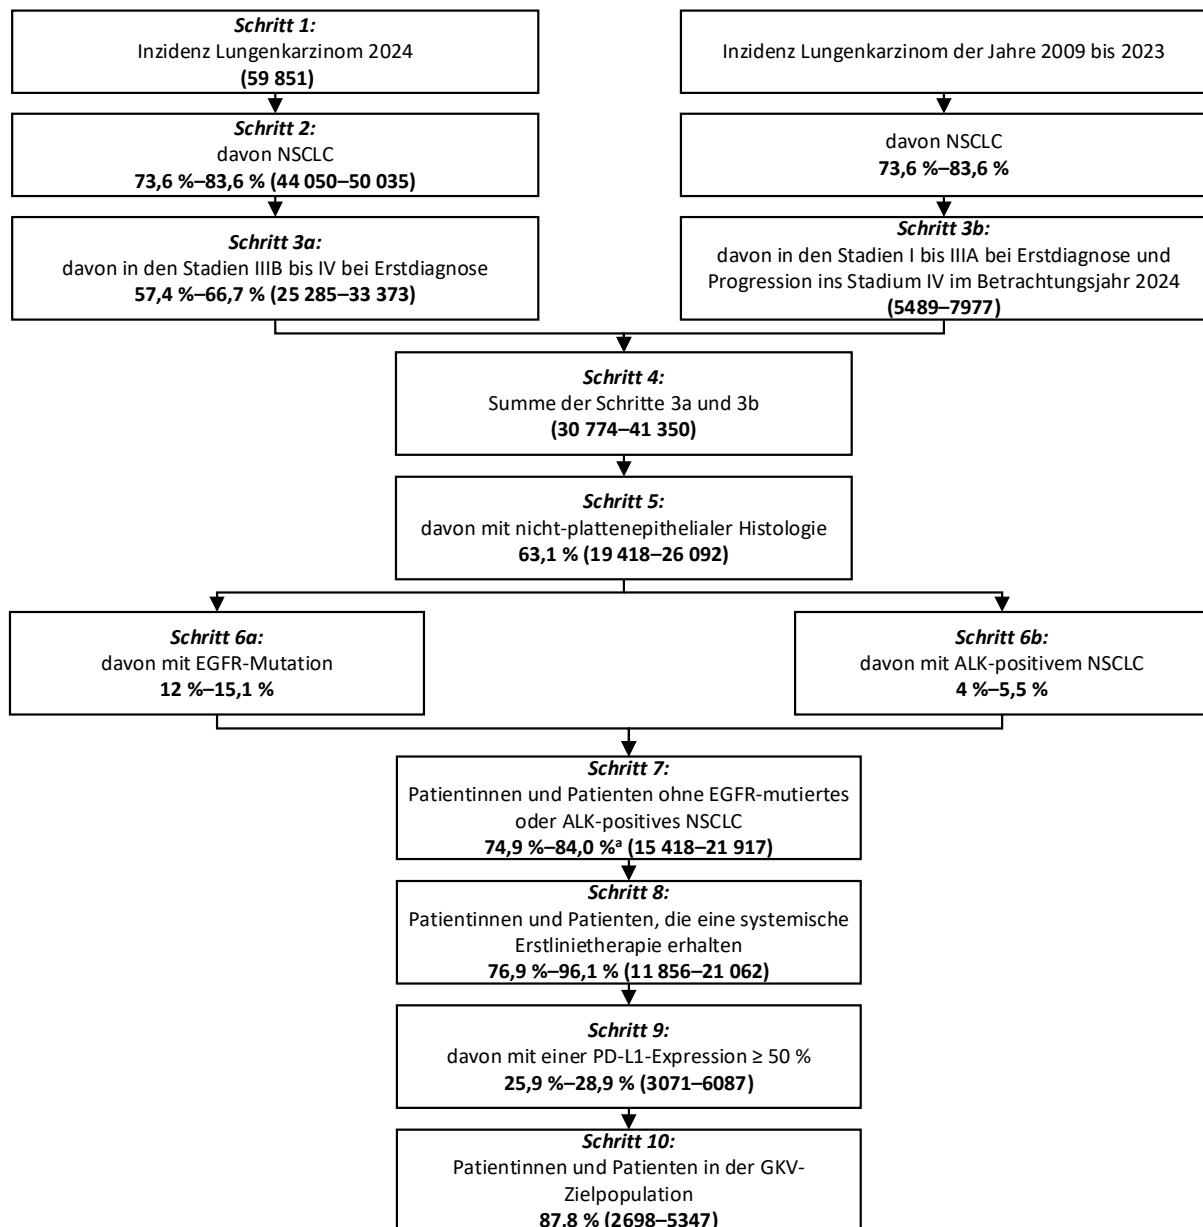 Schritt 1:
Inzidenz Lungenkarzinom 2024
(59 851)
Inzidenz Lungenkarzinom der Jahre 2009 bis 2023
Schritt 2:
davon NSCLC
73,6 %–83,6 % (44 050–50 035)
davon NSCLC
73,6 %–83,6 %
Schritt 3a:
davon in den Stadien IIIB bis IV bei Erstdiagnose
57,4 %–66,7 % (25 285–33 373)
Schritt 3b:
davon in den Stadien I bis IIIA bei Erstdiagnose und
Progression ins Stadium IV im Betrachtungsjahr 2024
(5489–7977)
Schritt 4:
Summe der Schritte 3a und 3b
(30 774–41 350)
Schritt 5:
davon mit nicht-plattenepithelialer Histologie
63,1 % (19 418–26 092)
Schritt 6a:
davon mit EGFR-Mutation
12 %–15,1 %
Schritt 6b:
davon mit ALK-positivem NSCLC
4 %–5,5 %
Schritt 7:
Patientinnen und Patienten ohne EGFR-mutiertes
oder ALK-positives NSCLC
74,9 %–84,0 %ª (15 418–21 917)
Schritt 8:
Patientinnen und Patienten, die eine systemische
Erstlinietherapie erhalten
76,9 %–96,1 % (11 856–21 062)
Schritt 9:
davon mit einer PD-L1-Expression ≥ 50 %
25,9 %–28,9 % (3071–6087)
Schritt 10:
Patientinnen und Patienten in der GKV-
Zielpopulation
87,8 % (2698–5347)